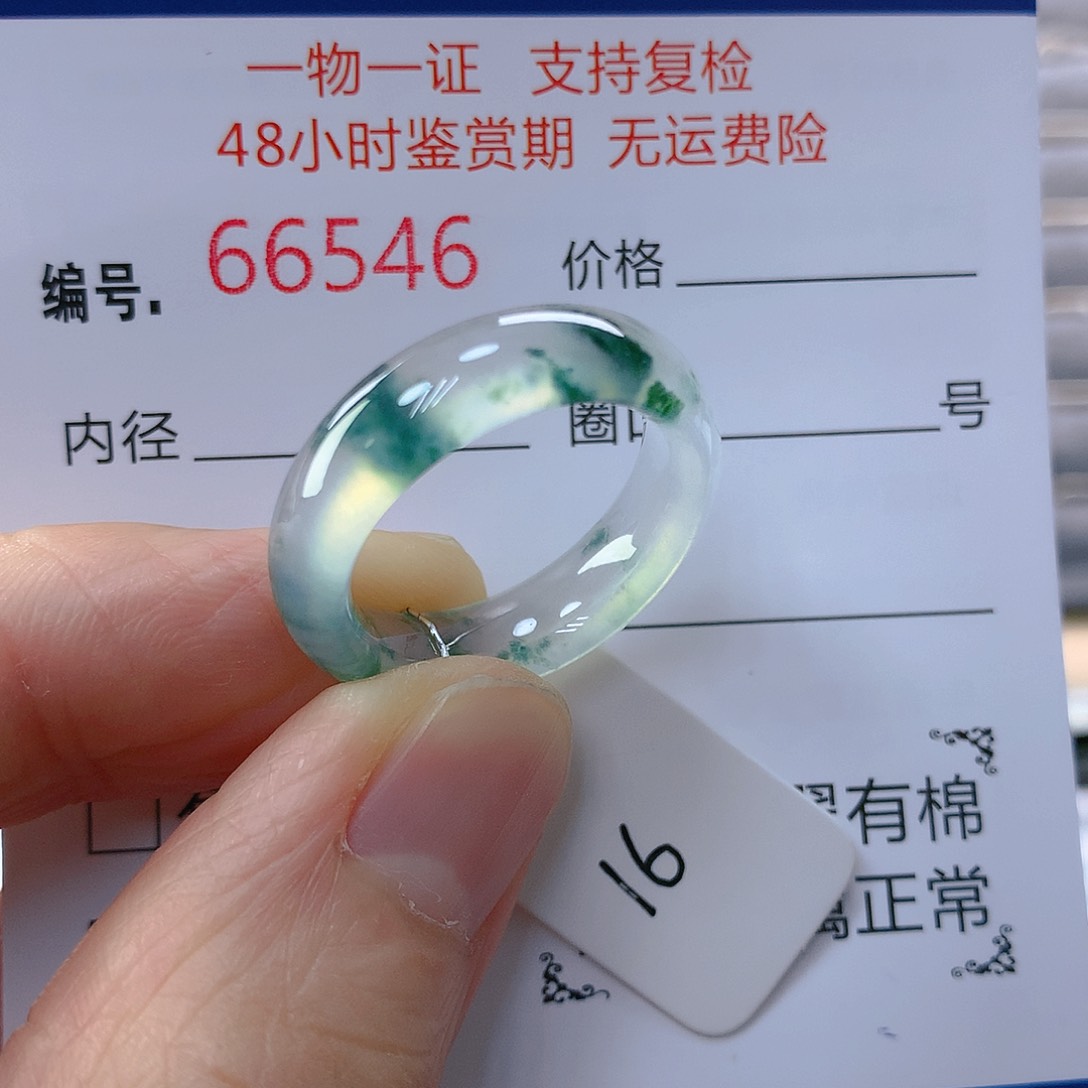 一物一证 支持复检
48小时鉴赏期 无运费险
编号. 66546 价格
内径 圈 号
有棉
正常
16